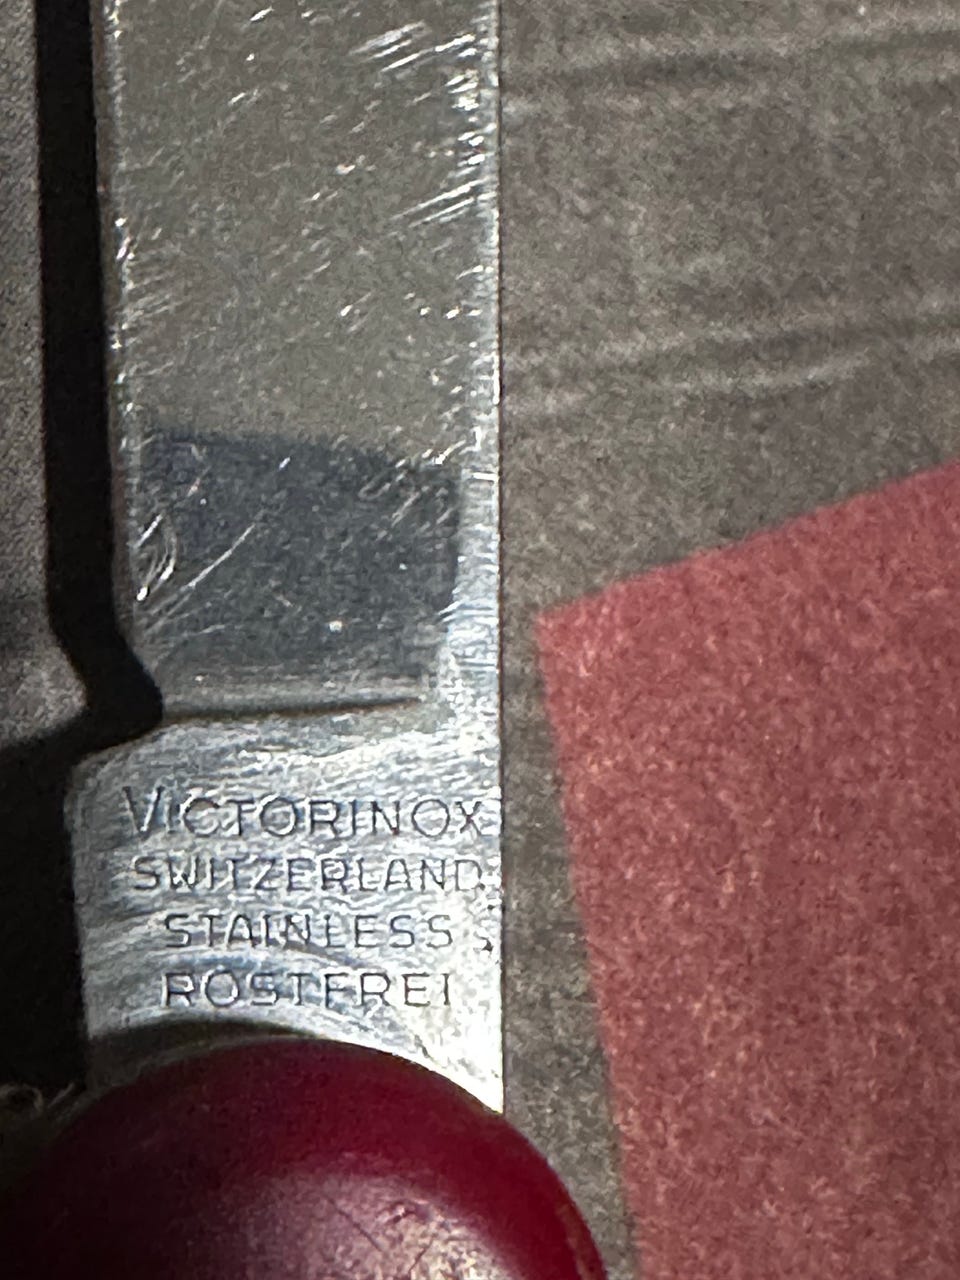 VICTORINOX
SWITZERLAND
STAINLESS
ROSTFREI